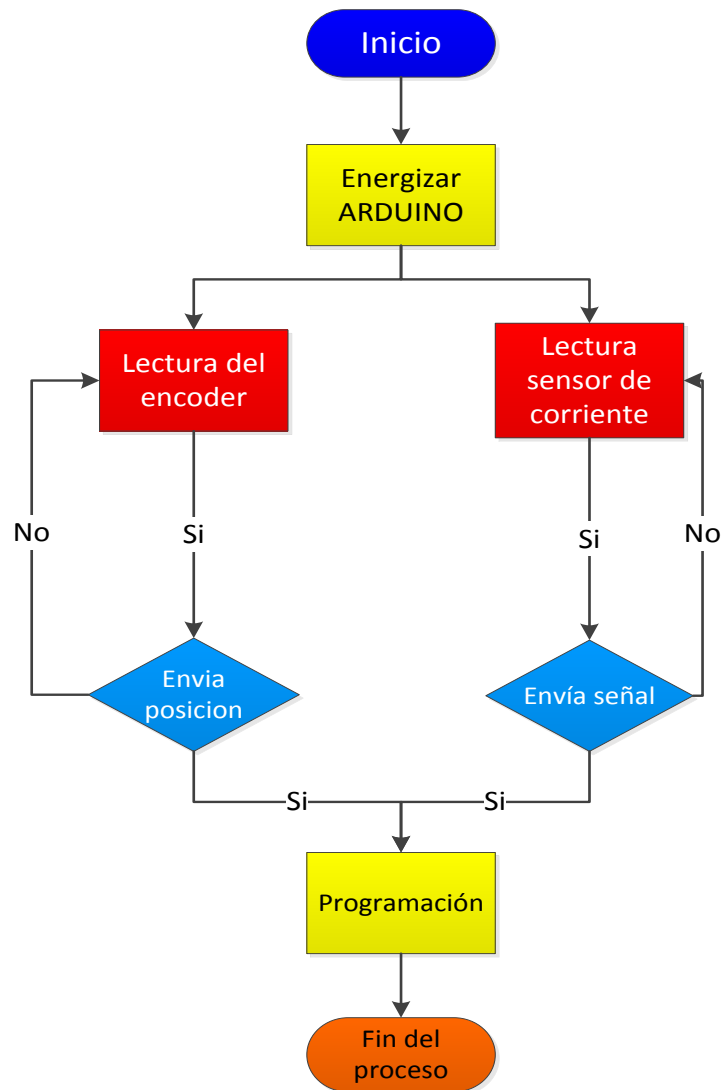 Inicio
Energizar
ARDUINO
Lectura del
encoder
Lectura
sensor de
corriente
No
Si
Si
No
Envia
posicion
Envía señal
Si
Si
Programación
Fin del
proceso